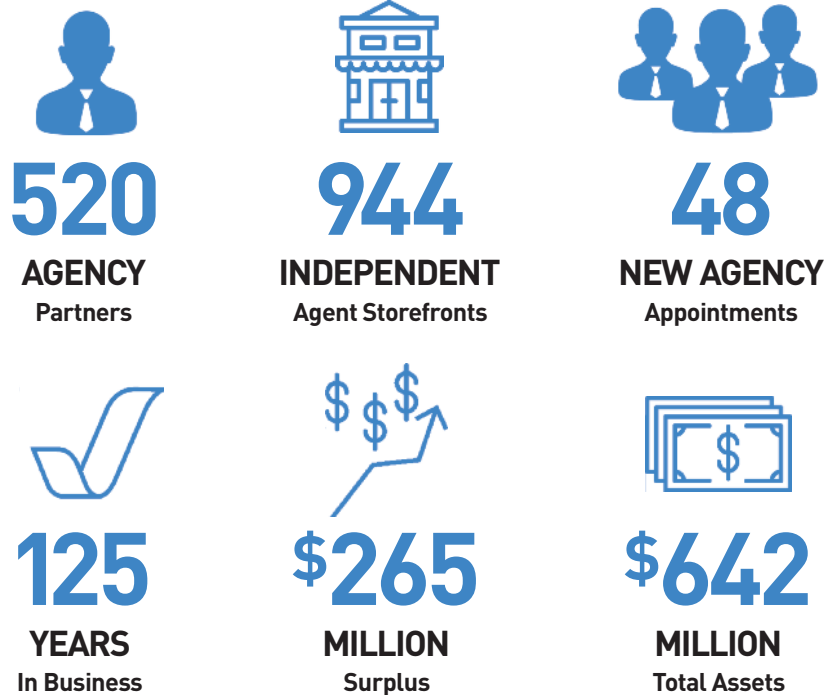 520
AGENCY
Partners
944
INDEPENDENT
Agent Storefronts
48
NEW AGENCY
Appointments
125
YEARS
In Business
$265
MILLION
Surplus
$642
MILLION
Total Assets